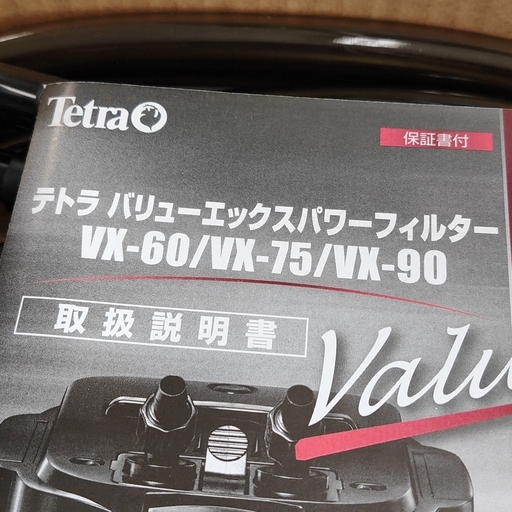 Tetra
保証書付
テトラ バリューエックスパワーフィルター
VX-60/VX-75/VX-90
取扱説明書
Valu